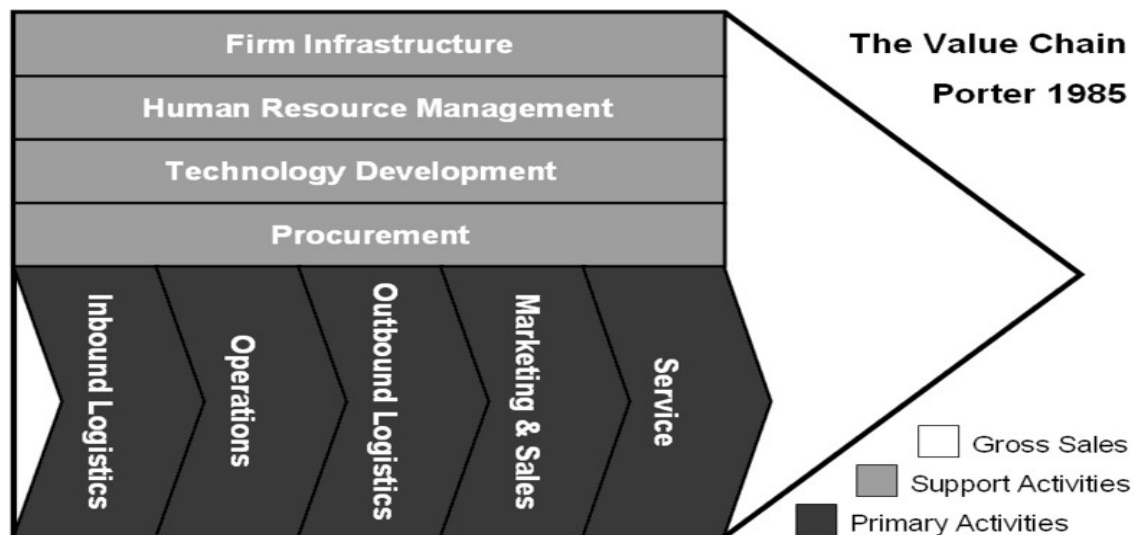 Firm Infrastructure
Human Resource Management
Technology Development
Procurement
Inbound Logistics
Operations
Outbound Logistics
Marketing & Sales
Service
The Value Chain
Porter 1985
Gross Sales
Support Activities
Primary Activities